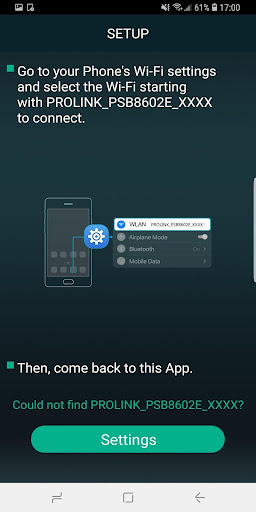 61% 17:00
SETUP
Go to your Phone's Wi-Fi settings
and select the Wi-Fi starting
with PROLINK_PSB8602E_XXXX
to connect.
WLAN PROLINK_PSB8602E_XXXX
Airplane Mode
Bluetooth On
Mobile Data
Then, come back to this App.
Could not find PROLINK_PSB8602E_XXXX?
Settings